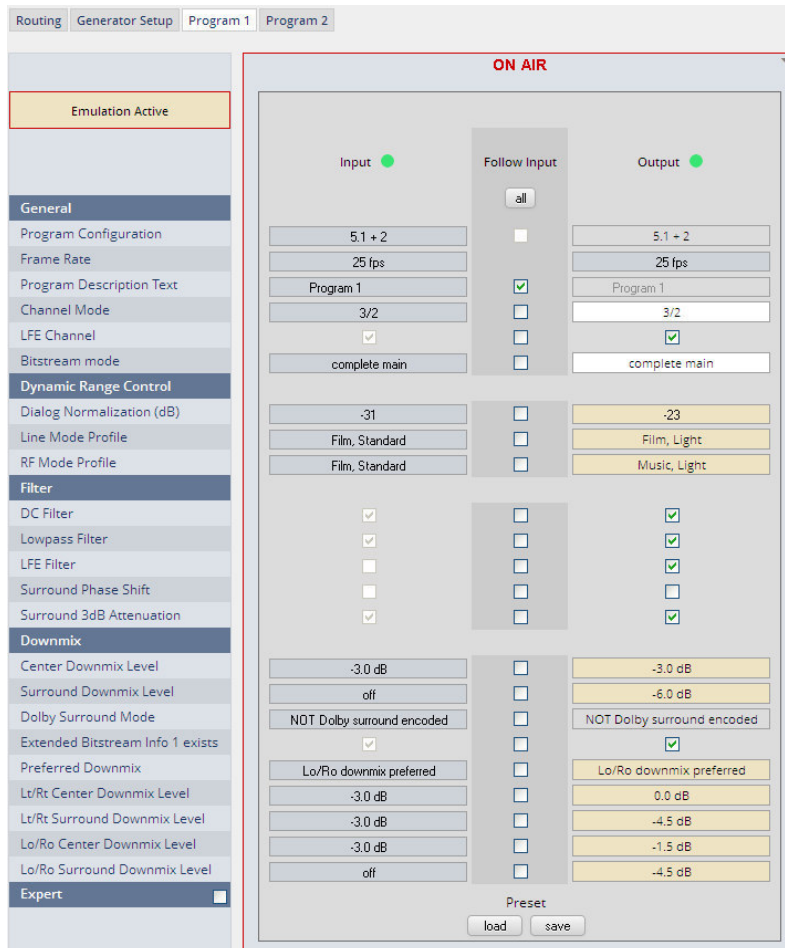 Routing Generator Setup Program 1 Program 2
ON AIR
Emulation Active
Input Follow Input Output
all
General
Program Configuration 5.1 + 2 5.1 + 2
Frame Rate 25 fps 25 fps
Program Description Text Program 1 Program 1
Channel Mode 3/2 3/2
LFE Channel
Bitstream mode complete main complete main
Dynamic Range Control
Dialog Normalization (dB) -31 -23
Line Mode Profile Film, Standard Film, Light
RF Mode Profile Film, Standard Music, Light
Filter
DC Filter
Lowpass Filter
LFE Filter
Surround Phase Shift
Surround 3dB Attenuation
Downmix
Center Downmix Level -3.0 dB -3.0 dB
Surround Downmix Level off -6.0 dB
Dolby Surround Mode NOT Dolby surround encoded NOT Dolby surround encoded
Extended Bitstream Info 1 exists
Preferred Downmix Lo/Ro downmix preferred Lo/Ro downmix preferred
Lt/Rt Center Downmix Level -3.0 dB 0.0 dB
Lt/Rt Surround Downmix Level -3.0 dB -4.5 dB
Lo/Ro Center Downmix Level -3.0 dB -1.5 dB
Lo/Ro Surround Downmix Level off -4.5 dB
Expert
Preset
load save